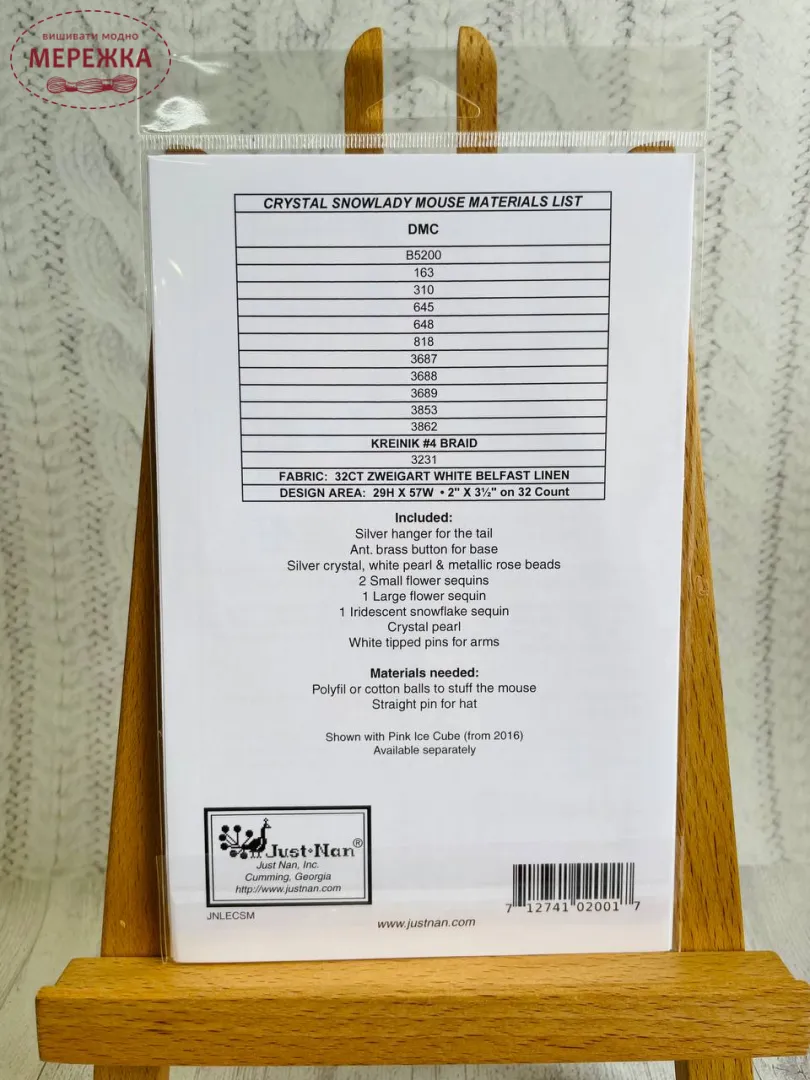 вишивати модно
МЕРЕЖКА
CRYSTAL SNOWLADY MOUSE MATERIALS LIST
DMC
B5200
163
310
645
648
818
3687
3688
3689
3853
3862
KREINIK #4 BRAID
3231
FABRIC: 32CT ZWEIGART WHITE BELFAST LINEN
DESIGN AREA: 29H X 57W • 2" X 3½" on 32 Count
Included:
Silver hanger for the tail
Ant. brass button for base
Silver crystal, white pearl & metallic rose beads
2 Small flower sequins
1 Large flower sequin
1 Iridescent snowflake sequin
Crystal pearl
White tipped pins for arms
Materials needed:
Polyfil or cotton balls to stuff the mouse
Straight pin for hat
Shown with Pink Ice Cube (from 2016)
Available separately
Just•Nan®
Just Nan, Inc.
Cumming, Georgia
http://www.justnan.com
JNLECSM
www.justnan.com
7 12741 02001 7